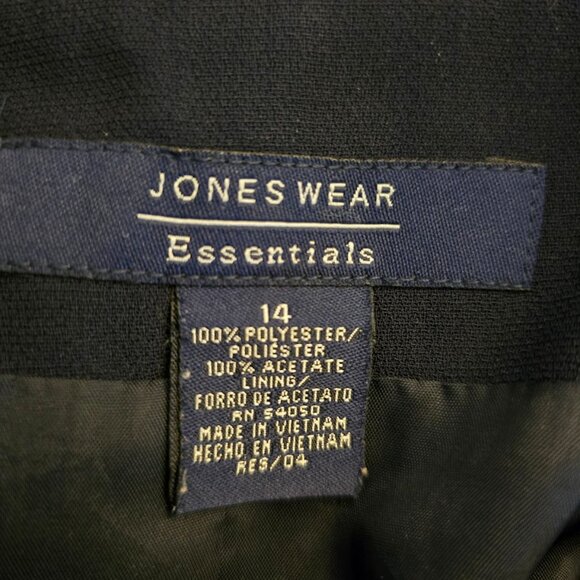 JONES WEAR
Essentials
14
100% POLYESTER/
POLIÉSTER
100% ACETATE
LINING/
FORRO DE ACETATO
RN 54050
MADE IN VIETNAM
HECHO EN VIETNAM
RES/04